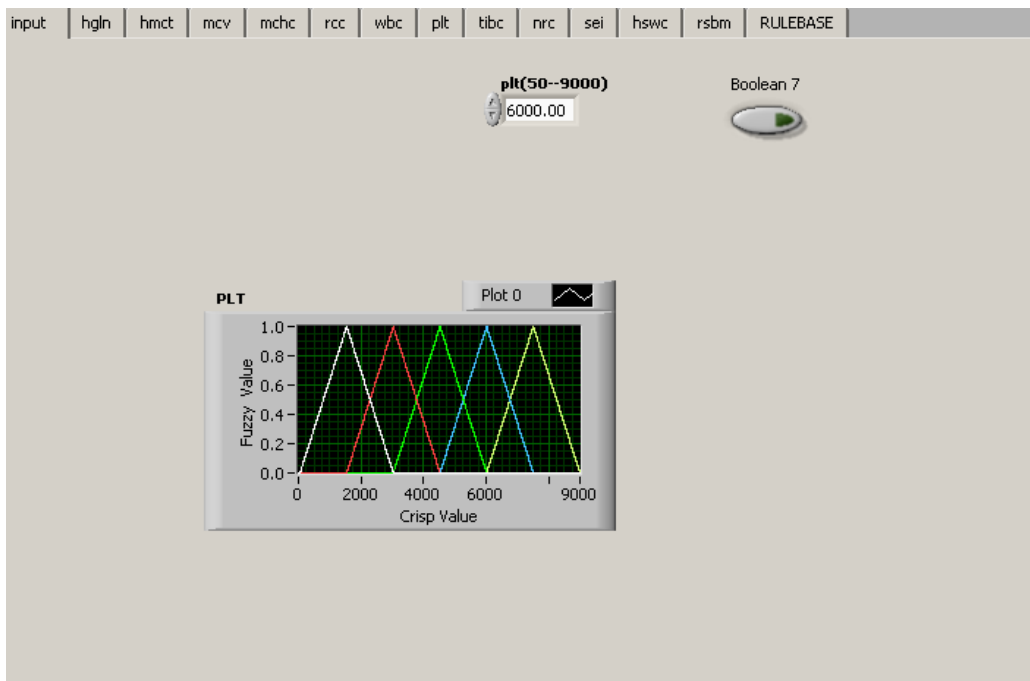 input hgln hmct mcv mchc rcc wbc plt tibc nrc sei hswc rsbm RULEBASE
plt(50--9000) Boolean 7
6000.00
PLT Plot 0
1.0
0.8
0.6
0.4
0.2
0.0
Fuzzy Value
0 2000 4000 6000 9000
Crisp Value